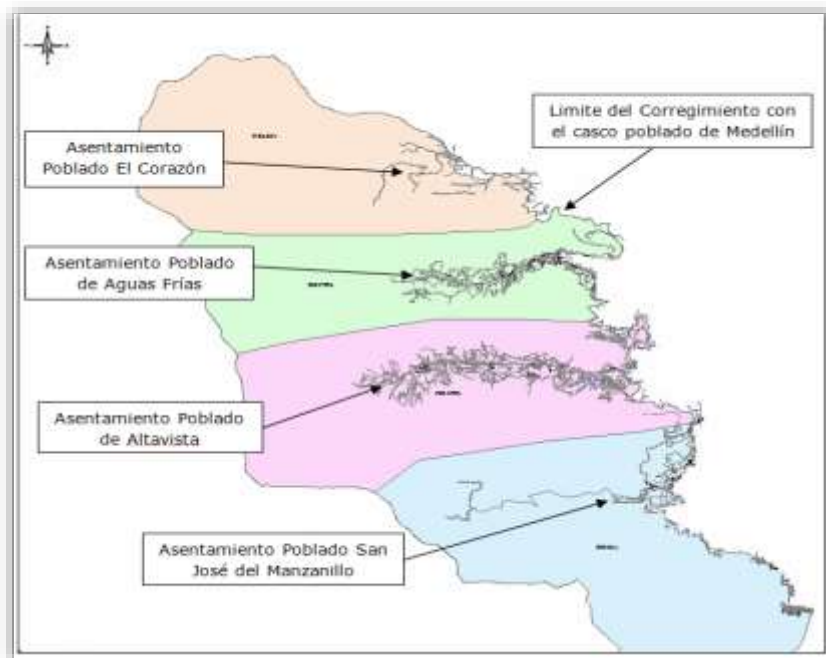 Limite del Corregimiento con
el casco poblado de Medellín
Asentamiento
Poblado El Corazón
Asentamiento Poblado
de Aguas Frías
Asentamiento Poblado
de Altavista
Asentamiento Poblado San
José del Manzanillo